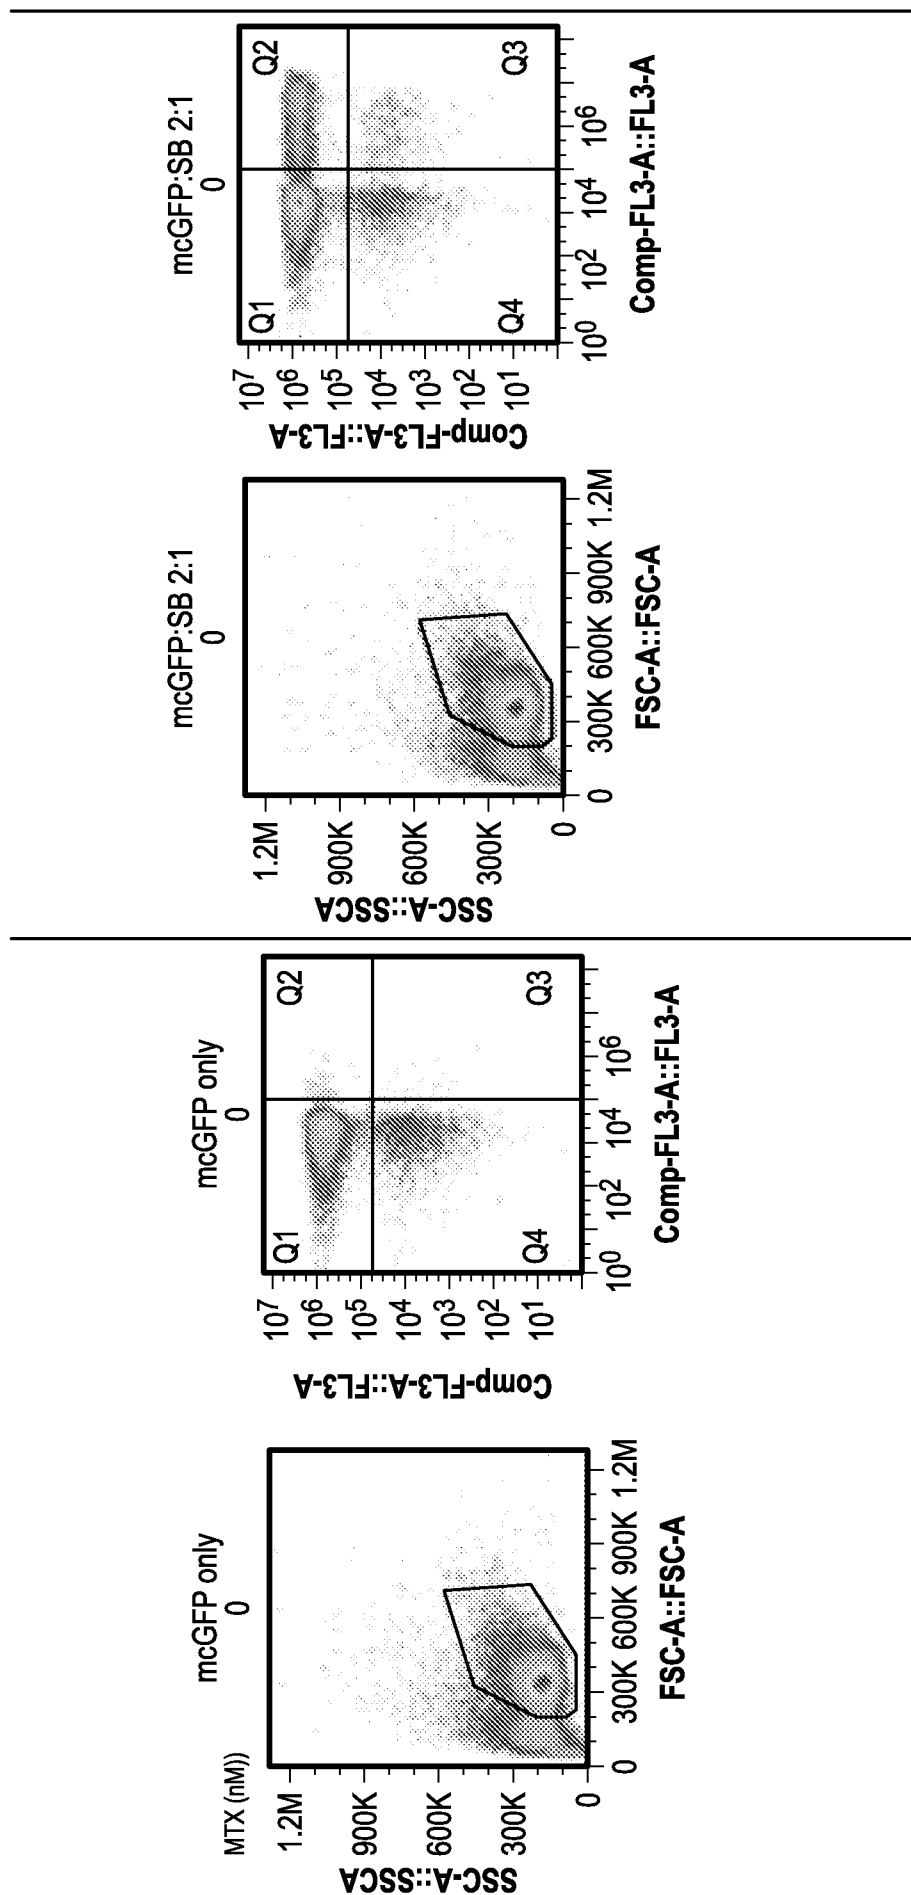 MTX (nM))
mcGFP only
0
1.2M
900K
600K
300K
0
SSC-A::SSCA
0 300K 600K 900K 1.2M
FSC-A::FSC-A
mcGFP only
0
Q1
Q2
Q4
Q3
10^7
10^6
10^5
10^4
10^3
10^2
10^1
Comp-FL3-A::FL3-A
10^0 10^2 10^4 10^6
Comp-FL3-A::FL3-A
mcGFP:SB 2:1
0
1.2M
900K
600K
300K
0
SSC-A::SSCA
0 300K 600K 900K 1.2M
FSC-A::FSC-A
mcGFP:SB 2:1
0
Q1
Q2
Q4
Q3
10^7
10^6
10^5
10^4
10^3
10^2
10^1
Comp-FL3-A::FL3-A
10^0 10^2 10^4 10^6
Comp-FL3-A::FL3-A